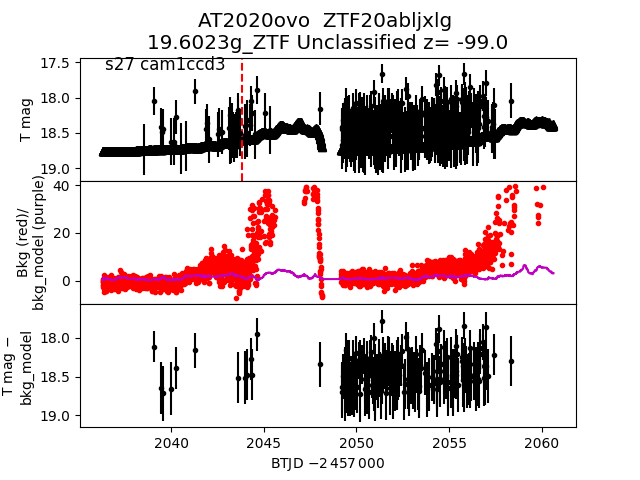 AT2020ovo  ZTF20abljxlg
19.6023g_ZTF Unclassified z= -99.0
s27 cam1ccd3
17.5
18.0
18.5
19.0
T mag
40
20
0
Bkg (red)/
bkg_model (purple)
18.0
18.5
19.0
T mag −
bkg_model
2040
2045
2050
2055
2060
BTJD −2 457 000